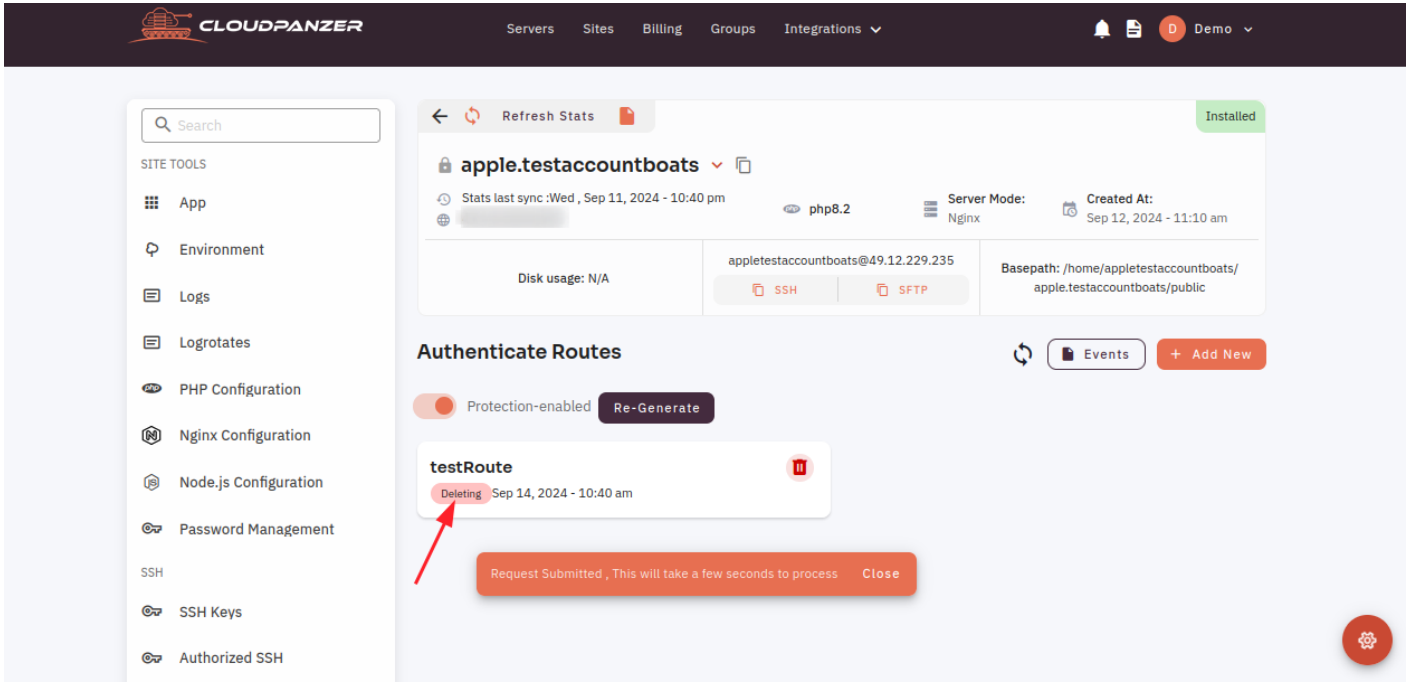 CLOUDPANZER
Servers Sites Billing Groups Integrations
D Demo
Search
SITE TOOLS
App
Environment
Logs
Logrotates
php PHP Configuration
Nginx Configuration
JS Node.js Configuration
Password Management
SSH
SSH Keys
Authorized SSH
Refresh Stats
Installed
apple.testaccountboats
Stats last sync :Wed , Sep 11, 2024 - 10:40 pm
php php8.2
Server Mode:
Nginx
Created At:
Sep 12, 2024 - 11:10 am
Disk usage: N/A
appletestaccountboats@49.12.229.235
SSH SFTP
Basepath: /home/appletestaccountboats/
apple.testaccountboats/public
Authenticate Routes
Events + Add New
Protection-enabled Re-Generate
testRoute
Deleting Sep 14, 2024 - 10:40 am
Request Submitted , This will take a few seconds to process Close